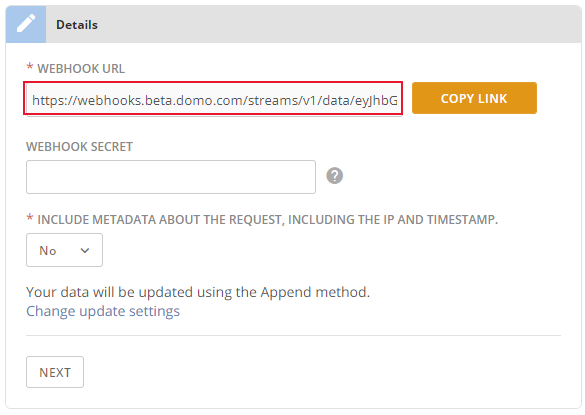 Details
* WEBHOOK URL
https://webhooks.beta.domo.com/streams/v1/data/eyJhbG
COPY LINK
WEBHOOK SECRET
?
* INCLUDE METADATA ABOUT THE REQUEST, INCLUDING THE IP AND TIMESTAMP.
No
Your data will be updated using the Append method.
Change update settings
NEXT